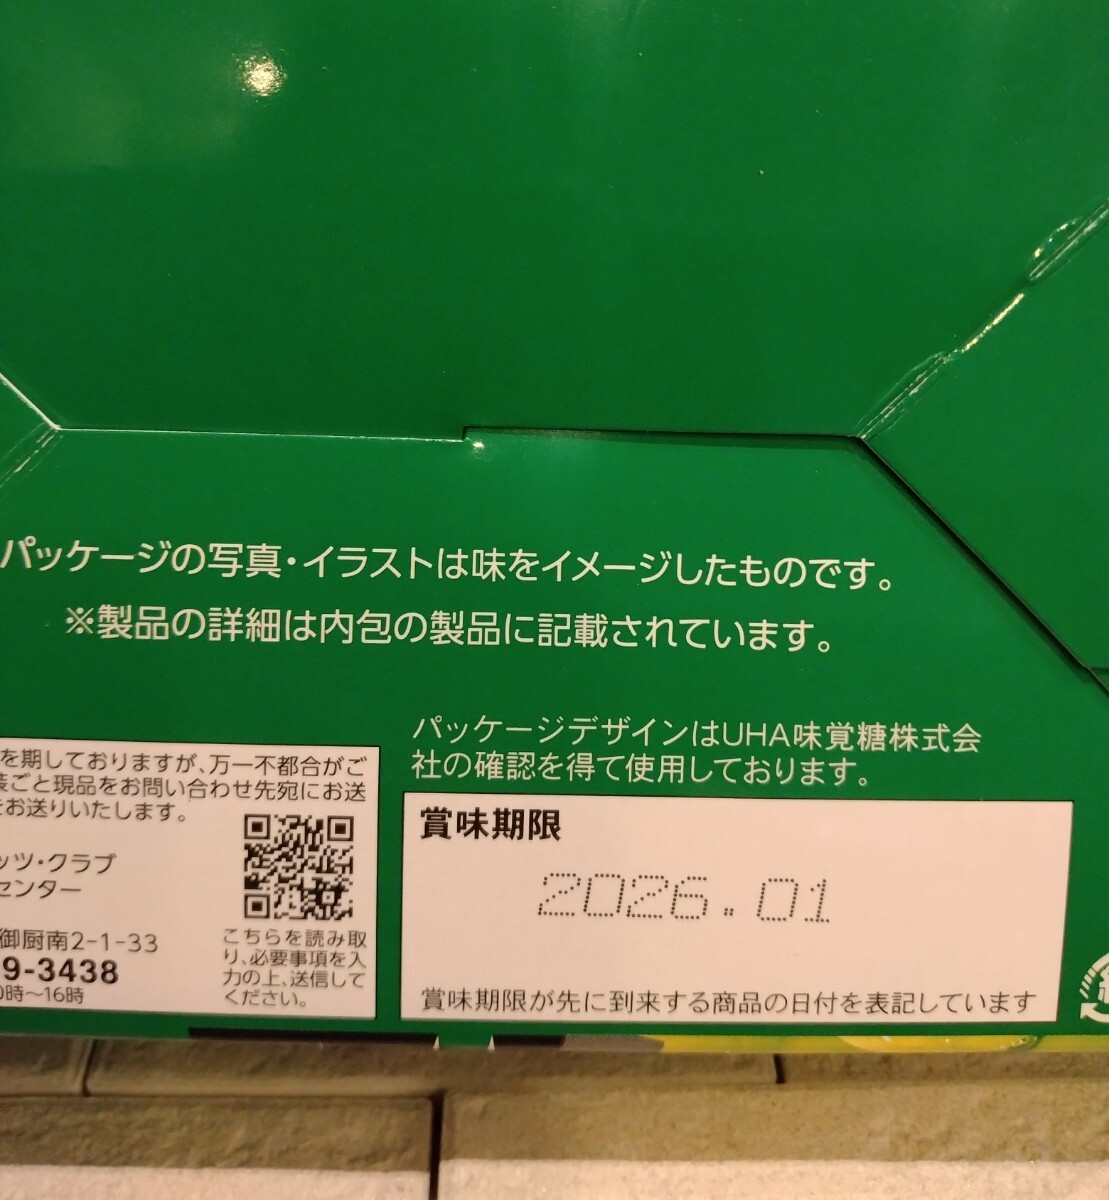 パッケージの写真・イラストは味をイメージしたものです。
※製品の詳細は内包の製品に記載されています。
パッケージデザインはUHA味覚糖株式会
社の確認を得て使用しております。
を期しておりますが、万一不都合がご
ごと現品をお問い合わせ先宛にお送
お送りいたします。
ッツ・クラブ
センター
御厨南2-1-33
9-3438
0時〜16時
こちらを読み取
り、必要事項を入
力の上、送信して
ください。
賞味期限
2026.01
賞味期限が先に到来する商品の日付を表記しています